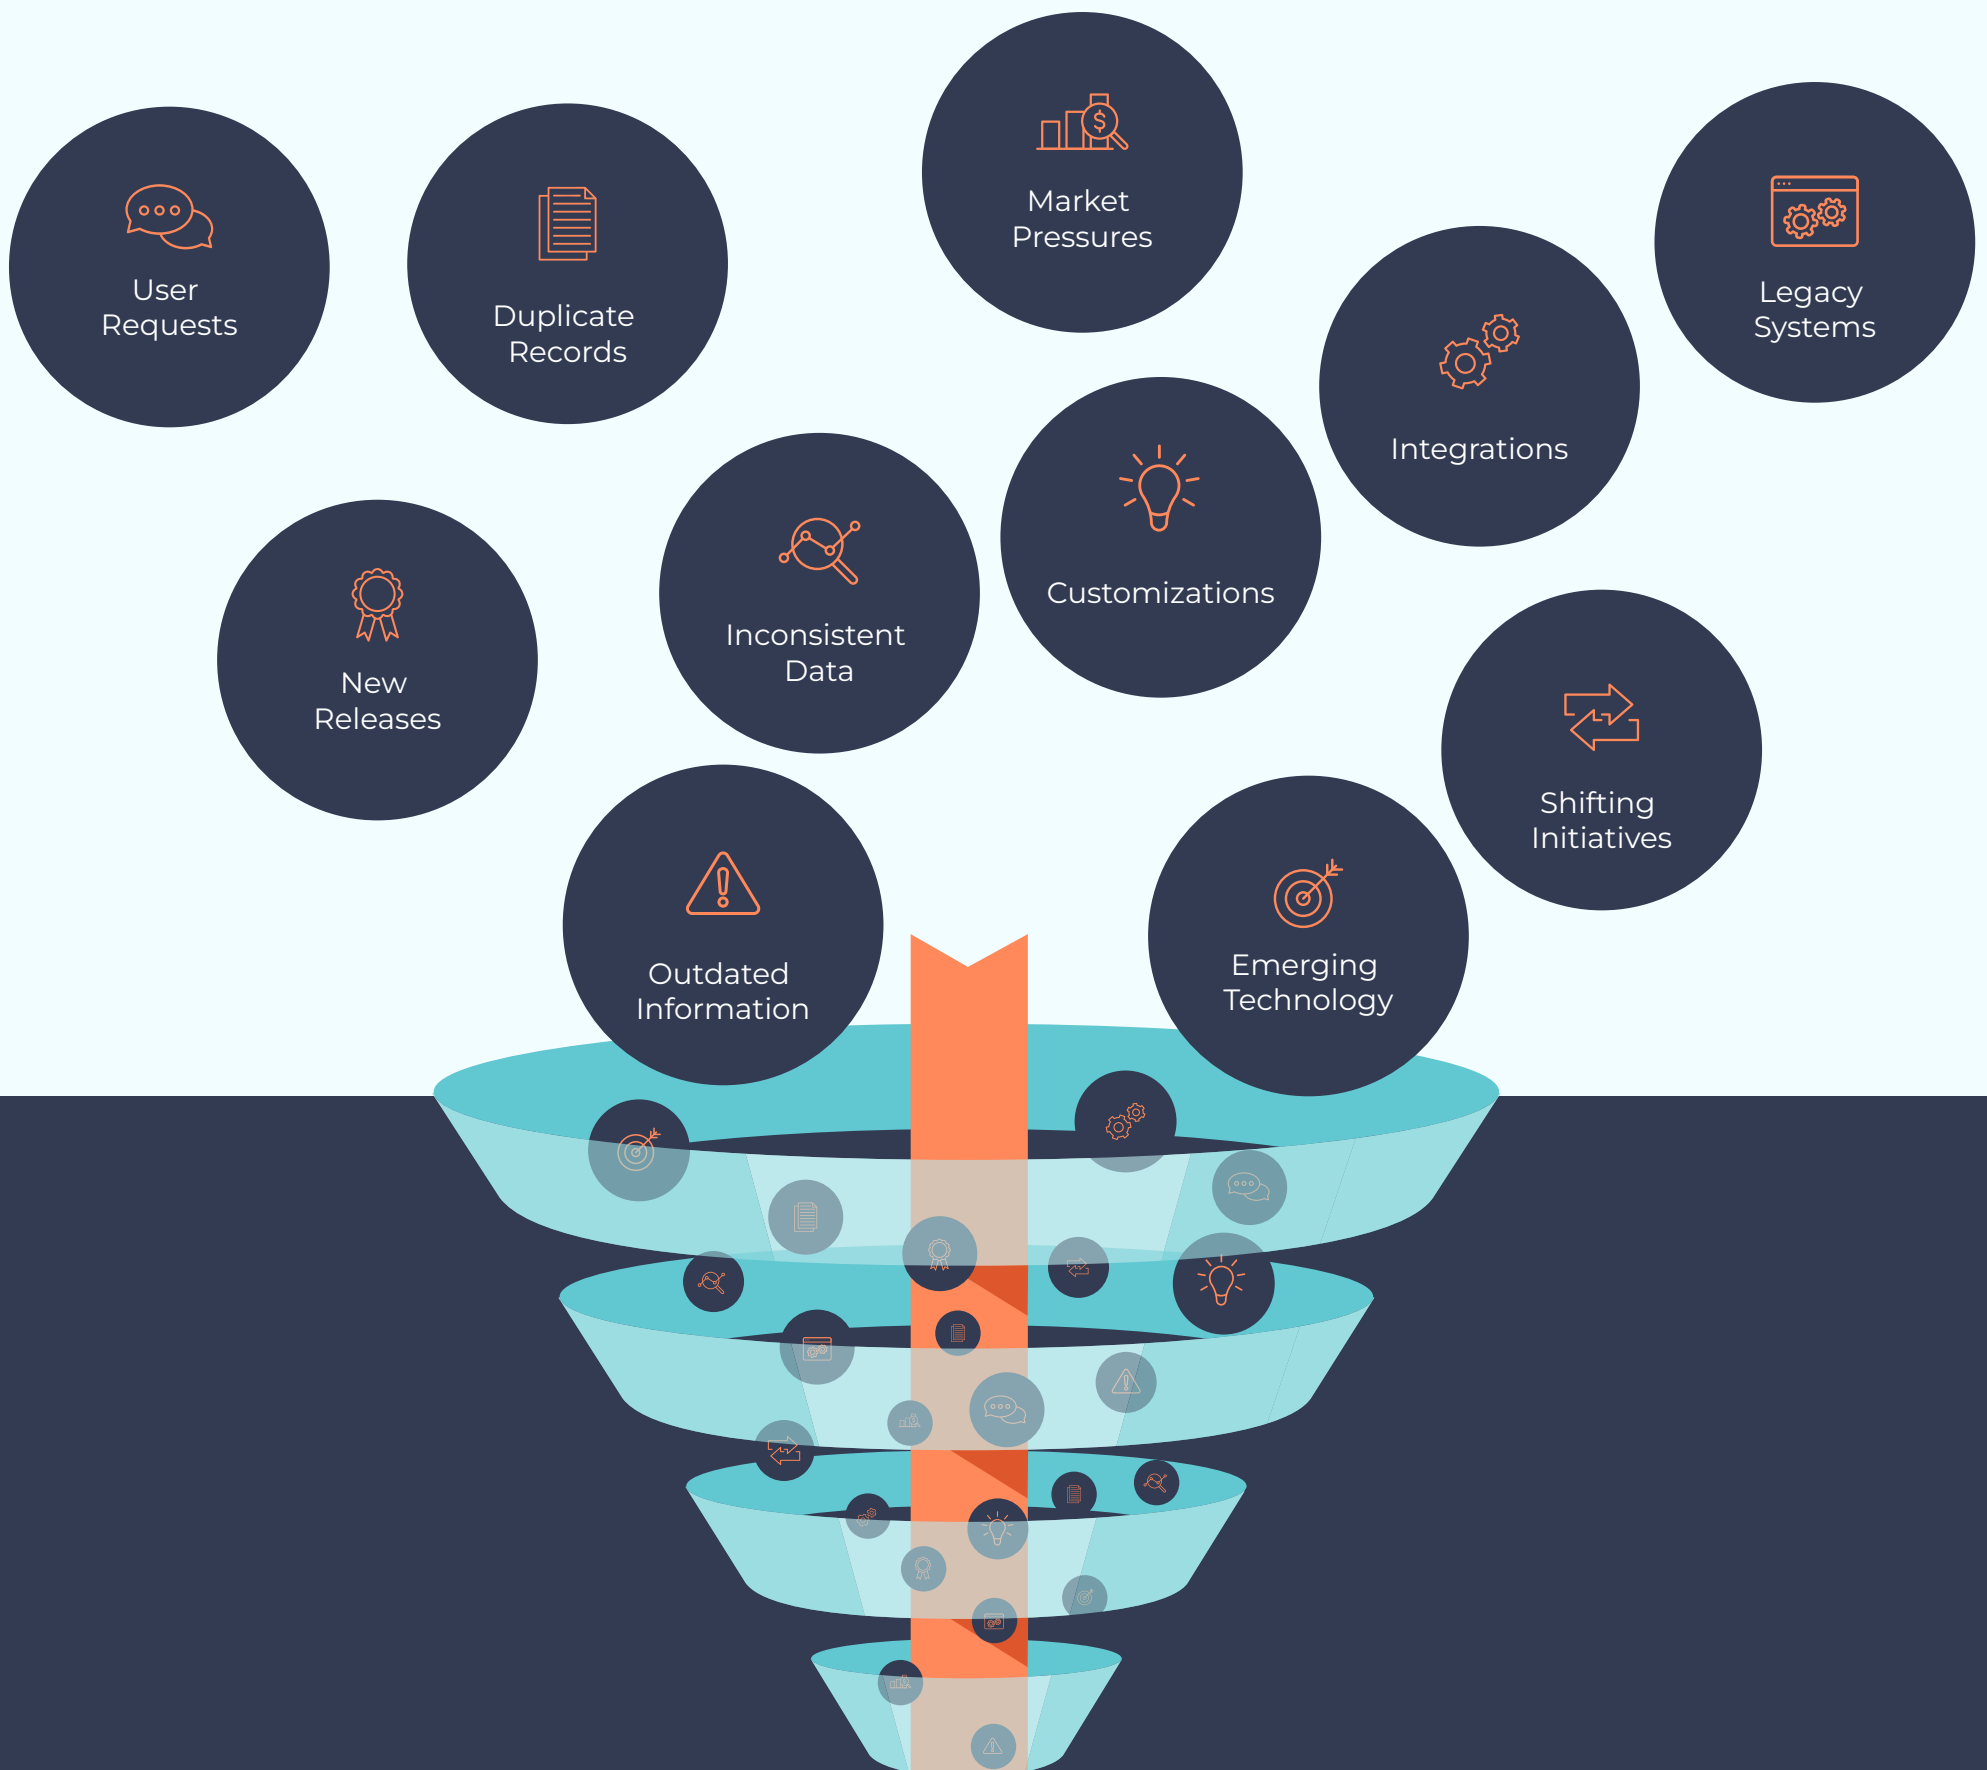 Market
Pressures
User
Requests
Duplicate
Records
Legacy
Systems
Integrations
Customizations
Inconsistent
Data
New
Releases
Shifting
Initiatives
Outdated
Information
Emerging
Technology